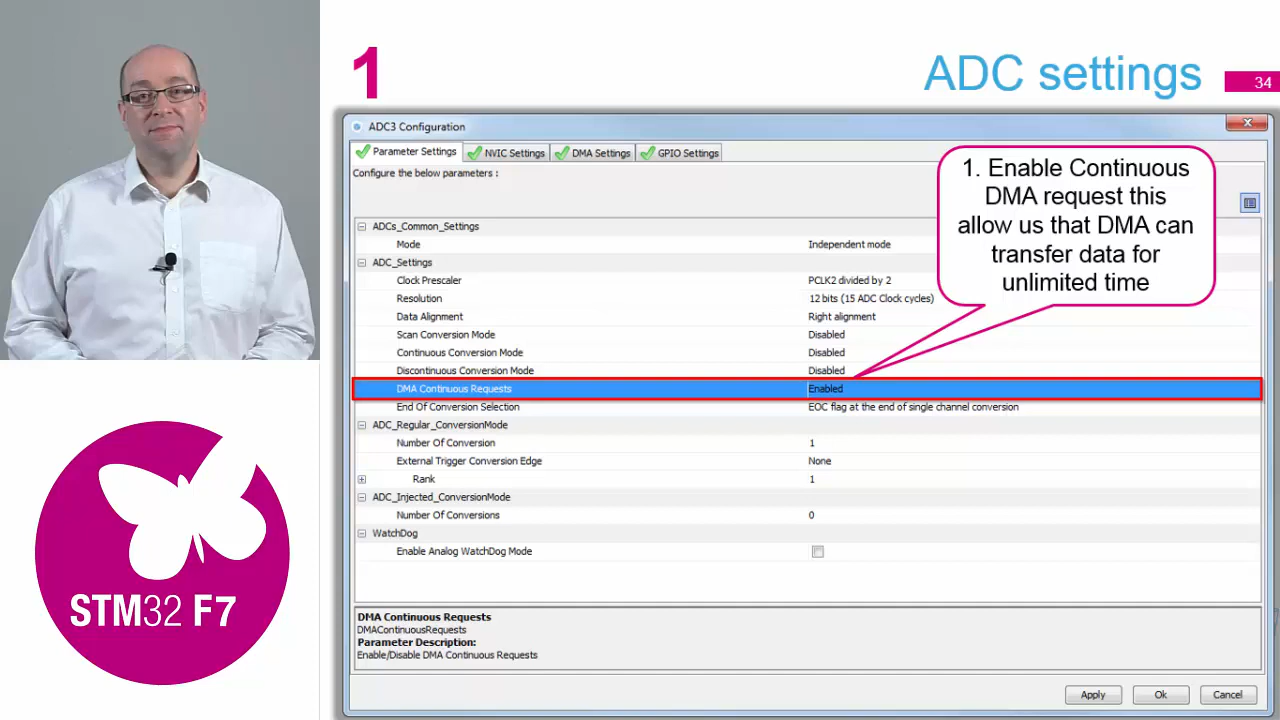 1
ADC settings
34
ADC3 Configuration
Parameter Settings
NVIC Settings
DMA Settings
GPIO Settings
Configure the below parameters :
1. Enable Continuous
DMA request this
allow us that DMA can
transfer data for
unlimited time
ADCs_Common_Settings
Mode Independent mode
ADC_Settings
Clock Prescaler PCLK2 divided by 2
Resolution 12 bits (15 ADC Clock cycles)
Data Alignment Right alignment
Scan Conversion Mode Disabled
Continuous Conversion Mode Disabled
Discontinuous Conversion Mode Disabled
DMA Continuous Requests Enabled
End Of Conversion Selection EOC flag at the end of single channel conversion
ADC_Regular_ConversionMode
Number Of Conversion 1
External Trigger Conversion Edge None
Rank 1
ADC_Injected_ConversionMode
Number Of Conversions 0
WatchDog
Enable Analog WatchDog Mode
DMA Continuous Requests
DMAContinuousRequests
Parameter Description:
Enable/Disable DMA Continuous Requests
Apply
Ok
Cancel
STM32 F7